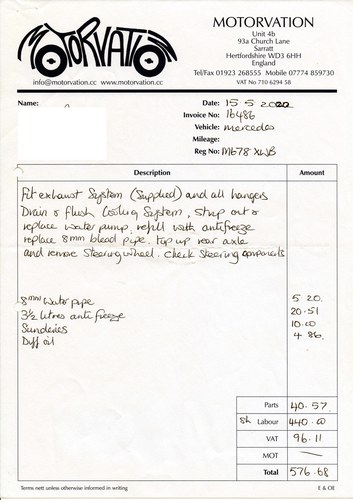 MOTORVATION
MOTORVATION
Unit 4b
93a Church Lane
Sarratt
Hertfordshire WD3 6HH
England
Tel/Fax 01923 268555 Mobile 07774 859730
VAT No 710 6294 58
info@motorvation.cc www.motorvation.cc
Name:
Date: 15-5 2020
Invoice No: 16486
Vehicle: mercedes
Mileage:
Reg No: M678 XWB
Description Amount
Fit exhaust System (Supplied) and all hangers
Drain & flush Cooling System, Strip out &
replace water pump, refill with antifreeze
replace 8mm bleed pipe. top up rear axle
and remove Steering wheel. Check Steering components
8mm Water pipe 5 20.
3½ litres antifreeze 20-51
Sunderies 10-00
Diff oil 4 86.
Parts 40-57.
8h Labour 440-00
VAT 96-11
MOT —
Total 576-68
Terms nett unless otherwise informed in writing E & OE